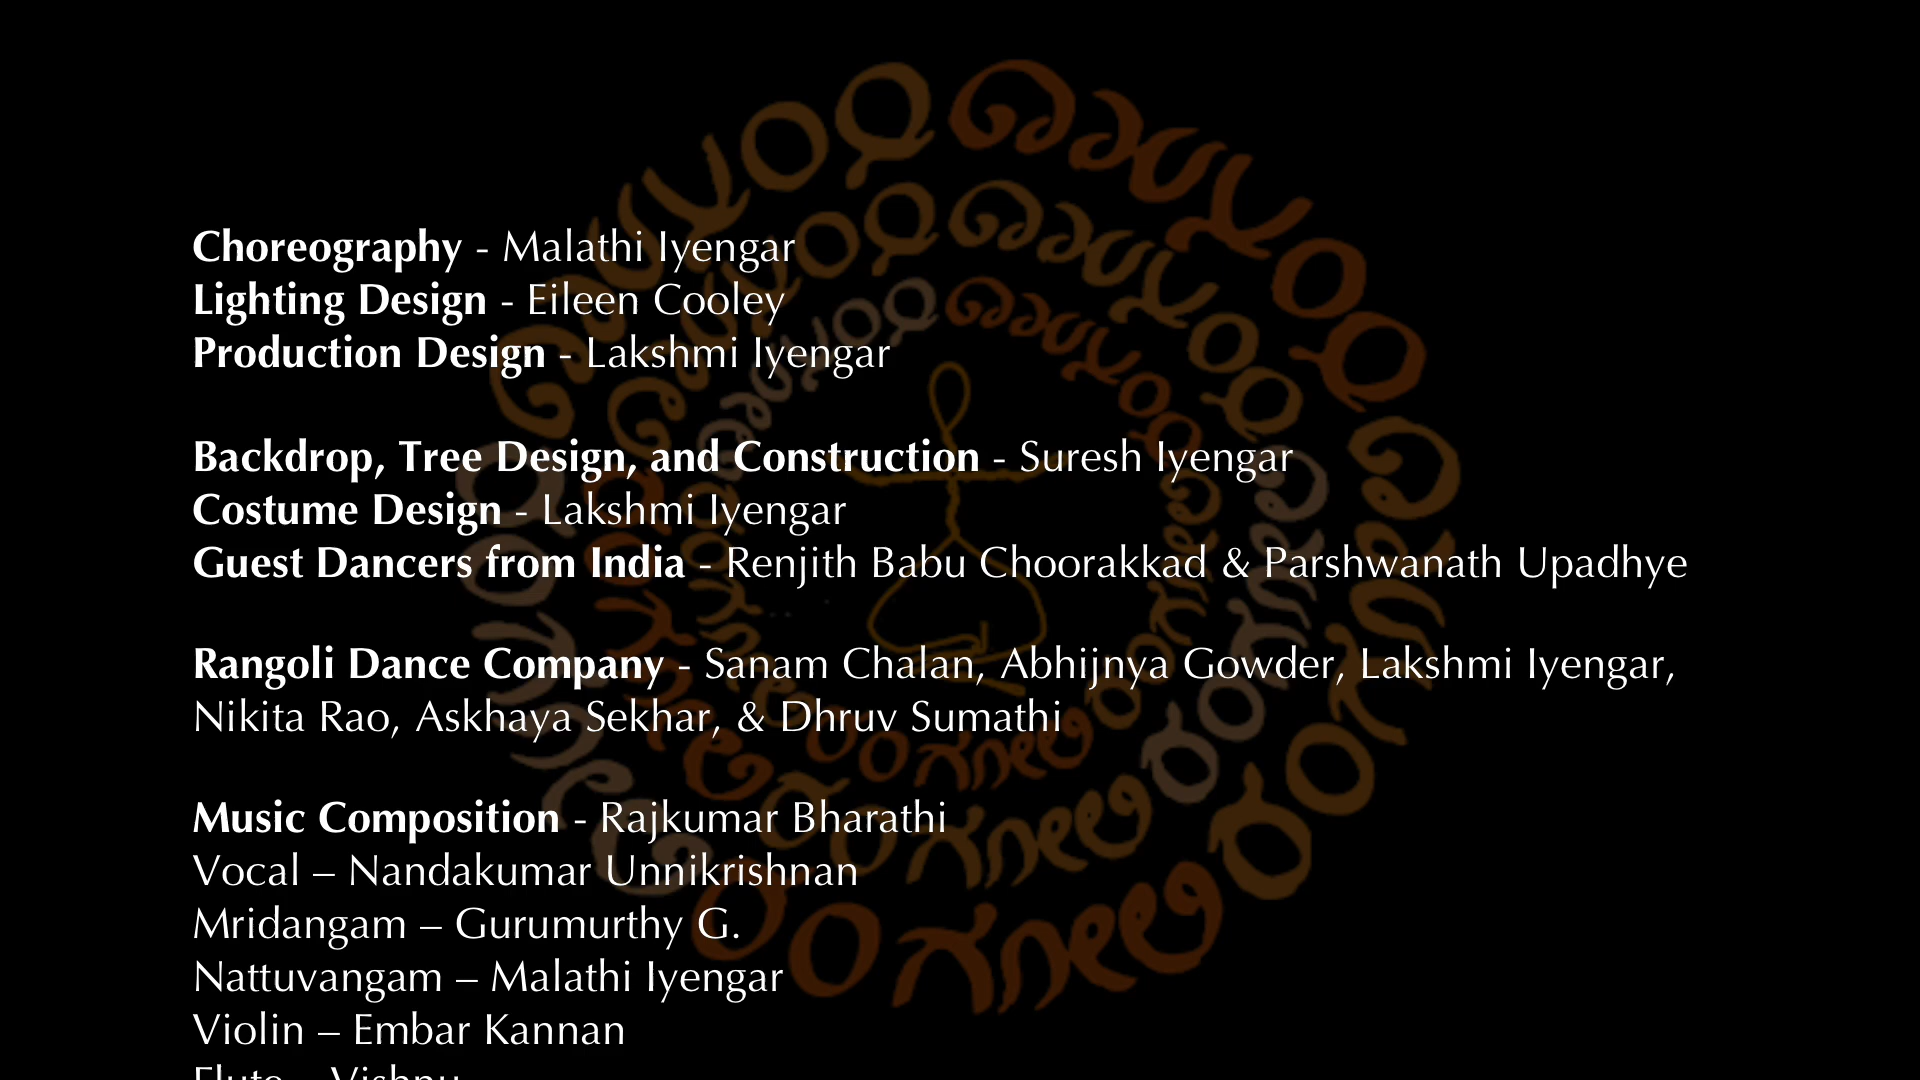 Choreography - Malathi Iyengar
Lighting Design - Eileen Cooley
Production Design - Lakshmi Iyengar
Backdrop, Tree Design, and Construction - Suresh Iyengar
Costume Design - Lakshmi Iyengar
Guest Dancers from India - Renjith Babu Choorakkad & Parshwanath Upadhye
Rangoli Dance Company - Sanam Chalan, Abhijnya Gowder, Lakshmi Iyengar,
Nikita Rao, Askhaya Sekhar, & Dhruv Sumathi
Music Composition - Rajkumar Bharathi
Vocal – Nandakumar Unnikrishnan
Mridangam – Gurumurthy G.
Nattuvangam – Malathi Iyengar
Violin – Embar Kannan
Flute – Vishnu